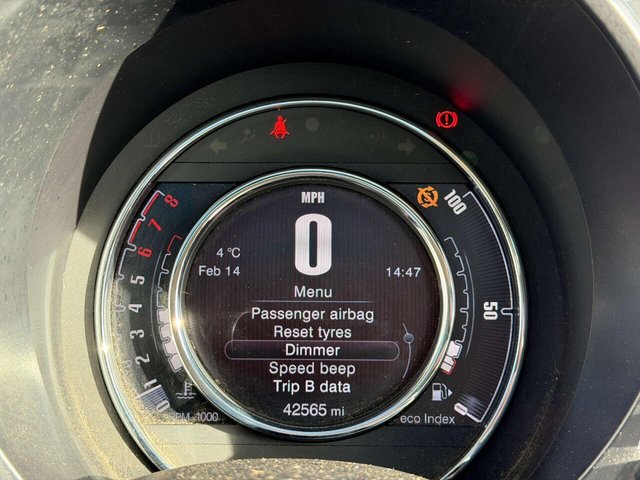 MPH
0
4 °C
Feb 14
14:47
Menu
Passenger airbag
Reset tyres
Dimmer
Speed beep
Trip B data
42565 mi
8
7
6
5
4
3
2
1
0
RPM 1000
100
50
0
eco Index